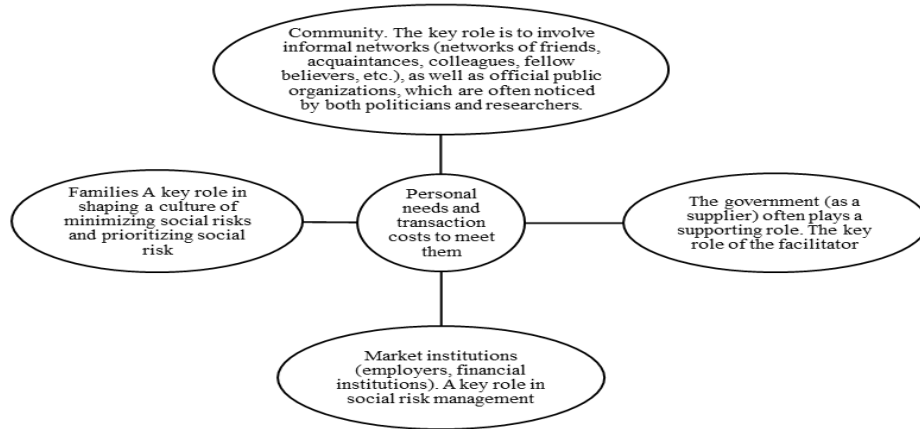 Community. The key role is to involve
informal networks (networks of friends,
acquaintances, colleagues, fellow
believers, etc.), as well as official public
organizations, which are often noticed
by both politicians and researchers.
Families A key role in
shaping a culture of
minimizing social risks
and prioritizing social
risk
Personal
needs and
transaction
costs to meet
them
The government (as a
supplier) often plays a
supporting role. The key
role of the facilitator
Market institutions
(employers, financial
institutions). A key role in
social risk management